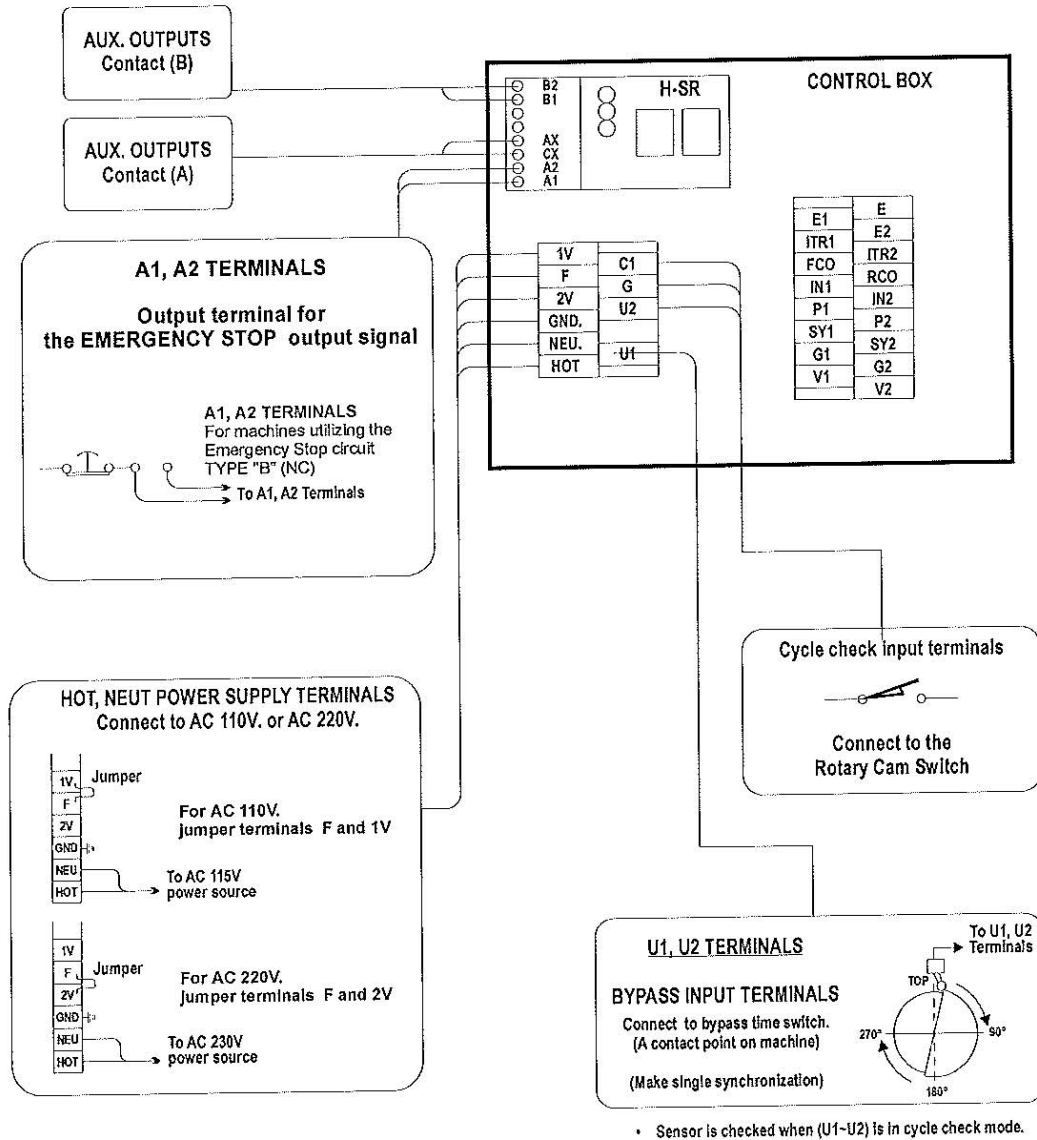 AUX. OUTPUTS
Contact (B)
AUX. OUTPUTS
Contact (A)
CONTROL BOX
H-SR
B2
B1
AX
CX
A2
A1
1V
F
2V
GND.
NEU.
HOT
C1
G
U2
U1
E1
ITR1
FCO
IN1
P1
SY1
G1
V1
E
E2
ITR2
RCO
IN2
P2
SY2
G2
V2
A1, A2 TERMINALS
Output terminal for
the EMERGENCY STOP output signal
A1, A2 TERMINALS
For machines utilizing the
Emergency Stop circuit
TYPE "B" (NC)
To A1, A2 Terminals
Cycle check input terminals
Connect to the
Rotary Cam Switch
HOT, NEUT POWER SUPPLY TERMINALS
Connect to AC 110V. or AC 220V.
1V
F
2V
GND
NEU
HOT
Jumper
For AC 110V.
jumper terminals F and 1V
To AC 115V
power source
1V
F
2V
GND
NEU
HOT
Jumper
For AC 220V.
jumper terminals F and 2V
To AC 230V
power source
U1, U2 TERMINALS
BYPASS INPUT TERMINALS
Connect to bypass time switch.
(A contact point on machine)
(Make single synchronization)
To U1, U2
Terminals
TOP
270°
90°
180°
• Sensor is checked when (U1~U2) is in cycle check mode.